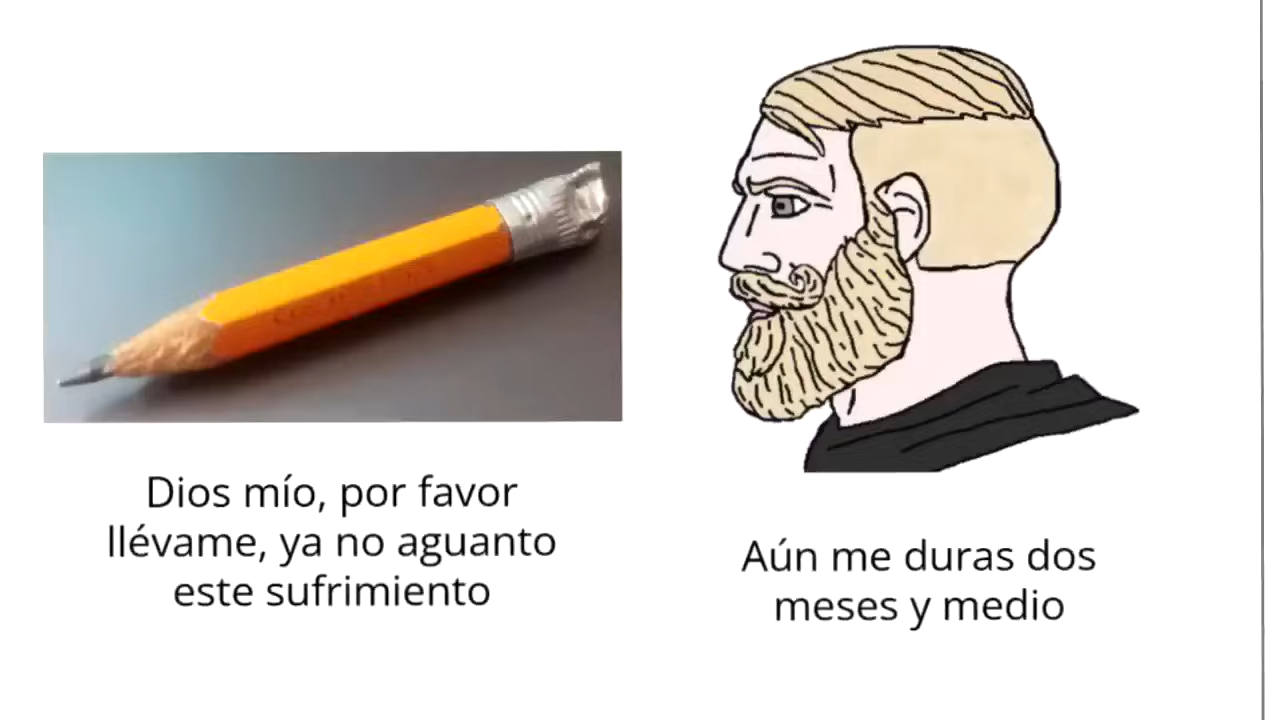 Dios mío, por favor
llévame, ya no aguanto
este sufrimiento
Aún me duras dos
meses y medio